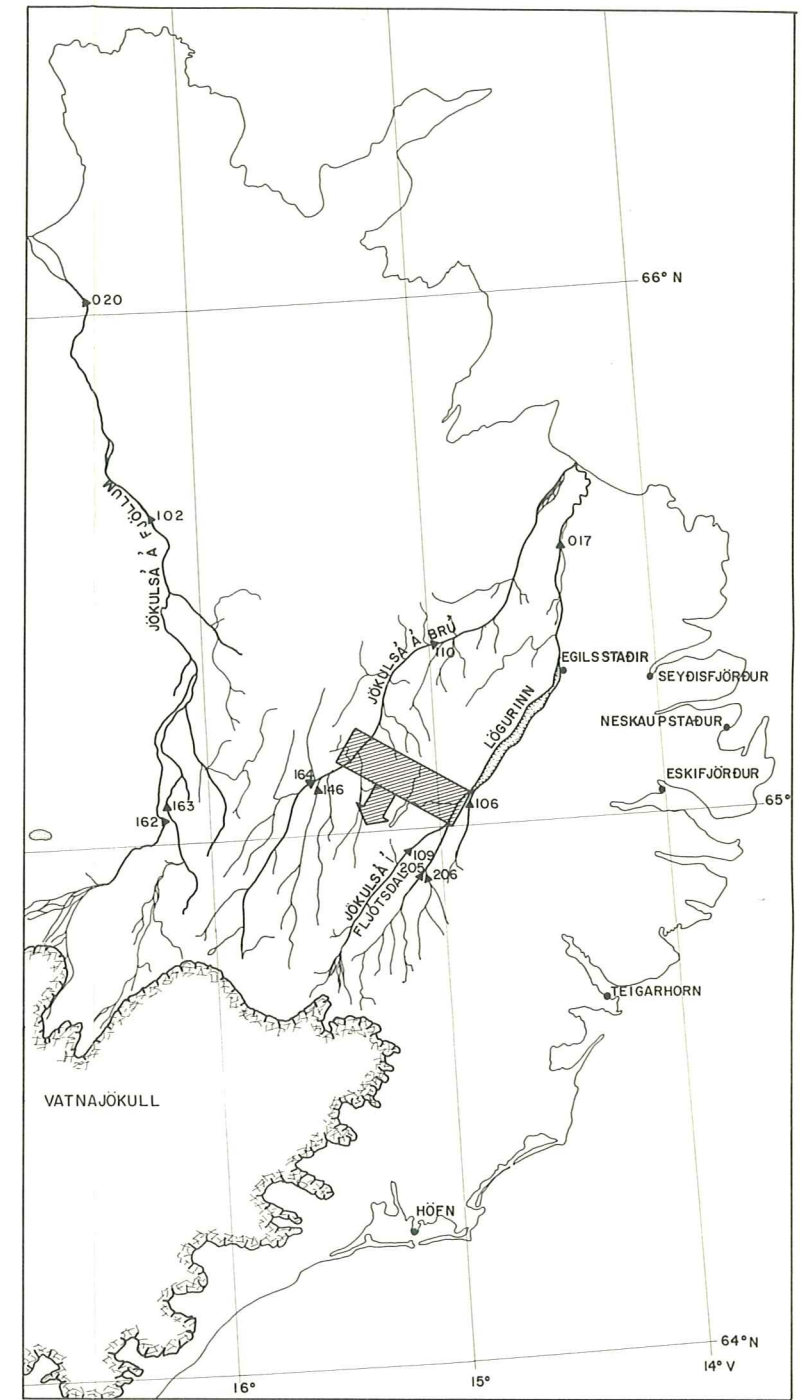 66° N
020
JÖKULSÁ Á FJÖLLUM
102
017
JÖKULSÁ Á BRÚ
110
EGILSSTAÐIR
SEYÐISFJÖRÐUR
LÖGURINN
NESKAUPSTAÐUR
ESKIFJÖRÐUR
164
146
163
162
106
65°
109
JÖKULSÁ Í
FLJÓTSDAL
205
206
TEIGARHORN
VATNAJÖKULL
HÖFN
64°N
14° V
15°
16°